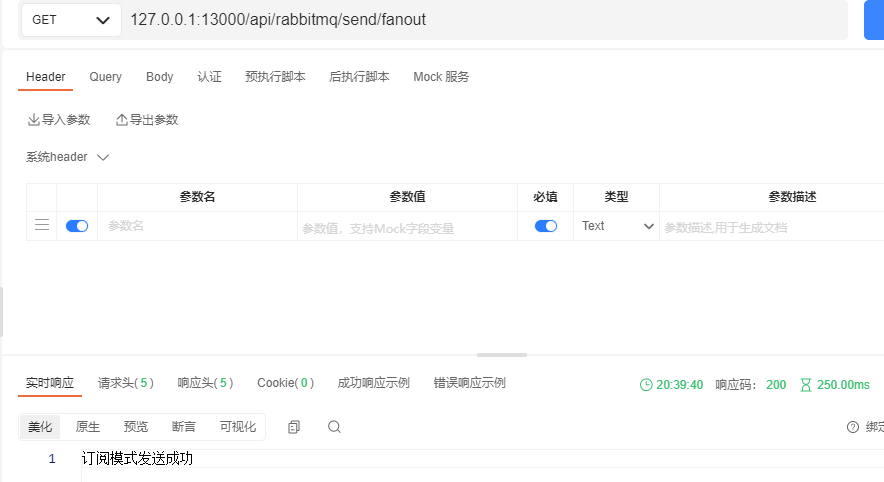 GET 127.0.0.1:13000/api/rabbitmq/send/fanout
Header Query Body 认证 预执行脚本 后执行脚本 Mock 服务
导入参数 导出参数
系统header
参数名 参数值 必填 类型 参数描述
参数名 参数值，支持Mock字段变量 Text 参数描述,用于生成文档
实时响应 请求头( 5 ) 响应头( 5 ) Cookie( 0 ) 成功响应示例 错误响应示例 20:39:40 响应码： 200 250.00ms
美化 原生 预览 断言 可视化 绑定
1 订阅模式发送成功